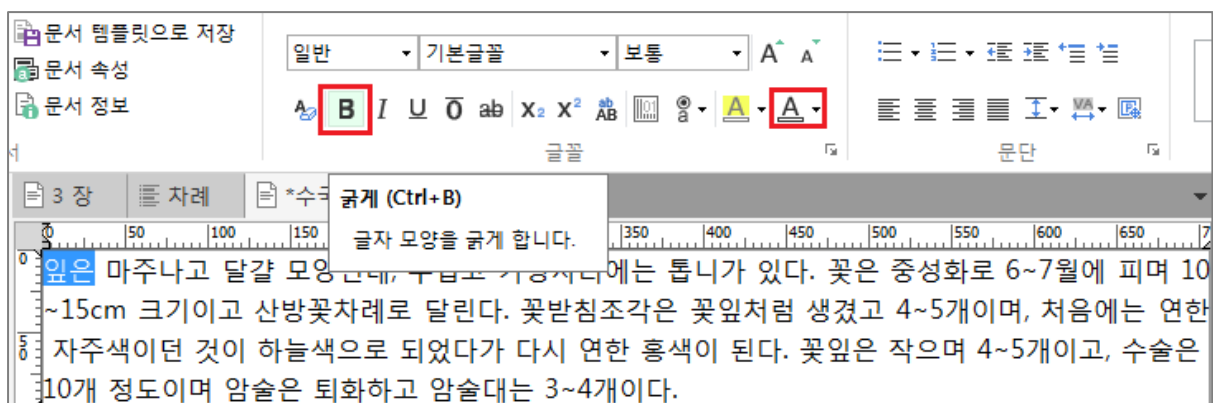 문서 템플릿으로 저장
문서 속성
문서 정보
일반 기본글꼴 보통 A A
B I U O ab X₂ X² ab AB a A A VA
글꼴 문단
3 장 차례 *수국
굵게 (Ctrl+B)
글자 모양을 굵게 합니다.
0 50 100 150 350 400 450 500 550 600 650
잎은 마주나고 달걀 에는 톱니가 있다. 꽃은 중성화로 6~7월에 피며 10
~15cm 크기이고 산방꽃차례로 달린다. 꽃받침조각은 꽃잎처럼 생겼고 4~5개이며, 처음에는 연한
자주색이던 것이 하늘색으로 되었다가 다시 연한 홍색이 된다. 꽃잎은 작으며 4~5개이고, 수술은
10개 정도이며 암술은 퇴화하고 암술대는 3~4개이다.